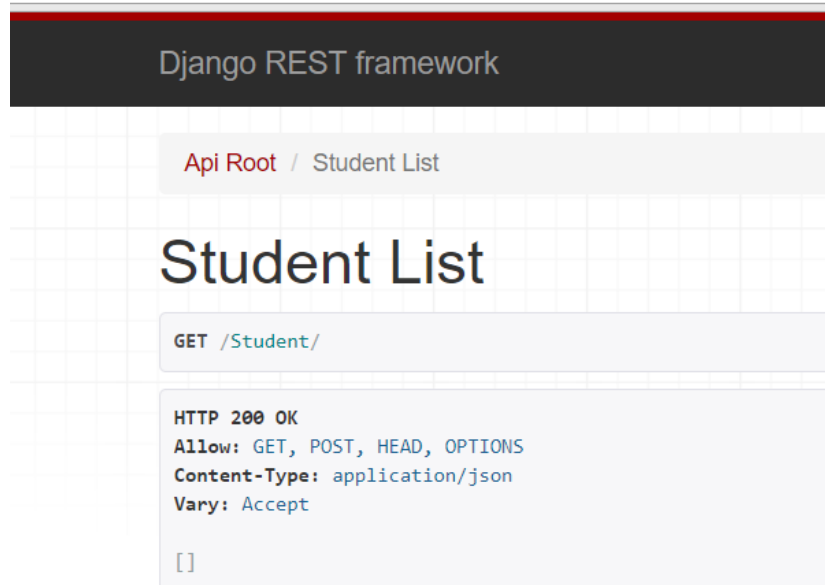 Django REST framework
Api Root / Student List
Student List
GET /Student/
HTTP 200 OK
Allow: GET, POST, HEAD, OPTIONS
Content-Type: application/json
Vary: Accept
[]